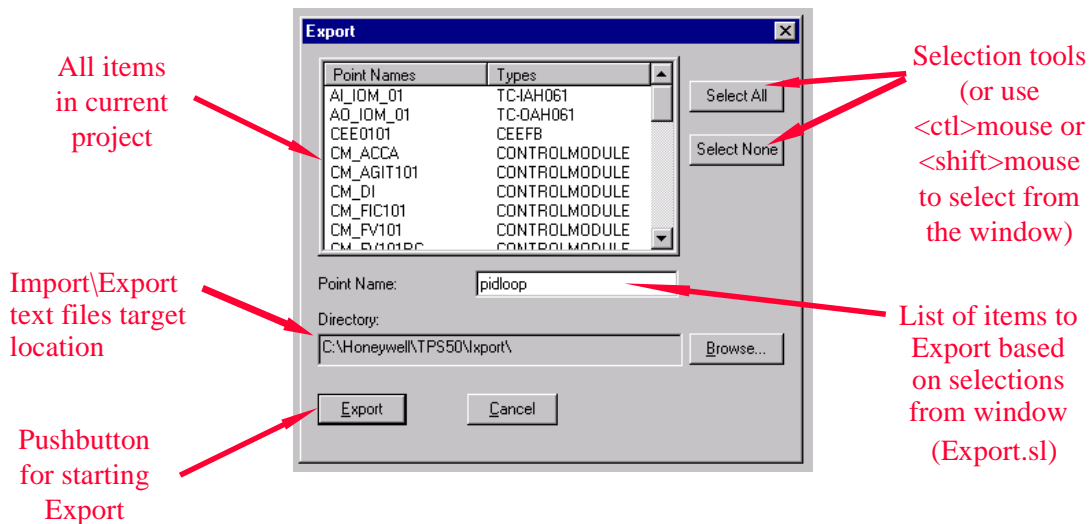 Export
All items
in current
project
Point Names Types
AI_IOM_01 TC-IAH061
AO_IOM_01 TC-OAH061
CEE0101 CEEFB
CM_ACCA CONTROLMODULE
CM_AGIT101 CONTROLMODULE
CM_DI CONTROLMODULE
CM_FIC101 CONTROLMODULE
CM_FV101 CONTROLMODULE
CM_FV101BC CONTROLMODULE
Select All
Select None
Selection tools
(or use
<ctl>mouse or
<shift>mouse
to select from
the window)
Point Name: pidloop
Directory:
C:\Honeywell\TPS50\Ixport\
Browse...
Import\Export
text files target
location
List of items to
Export based
on selections
from window
(Export.sl)
Export Cancel
Pushbutton
for starting
Export